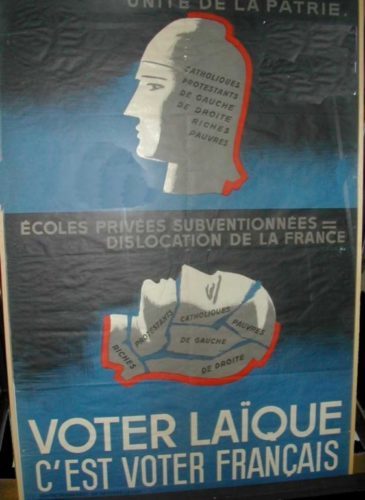 UNITÉ DE LA PATRIE.
CATHOLIQUES
PROTESTANTS
DE GAUCHE
DE DROITE
RICHES
PAUVRES
ÉCOLES PRIVÉES SUBVENTIONNÉES =
DISLOCATION DE LA FRANCE
RICHES
PROTESTANTS
CATHOLIQUES
PAUVRES
DE GAUCHE
DE DROITE
VOTER LAÏQUE
C'EST VOTER FRANÇAIS